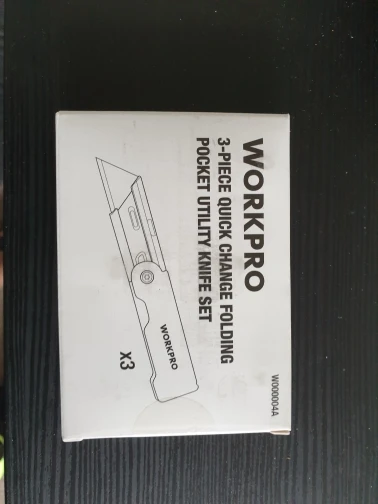 WORKPRO
3-PIECE QUICK CHANGE FOLDING
POCKET UTILITY KNIFE SET
WORKPRO
x3
W000004A